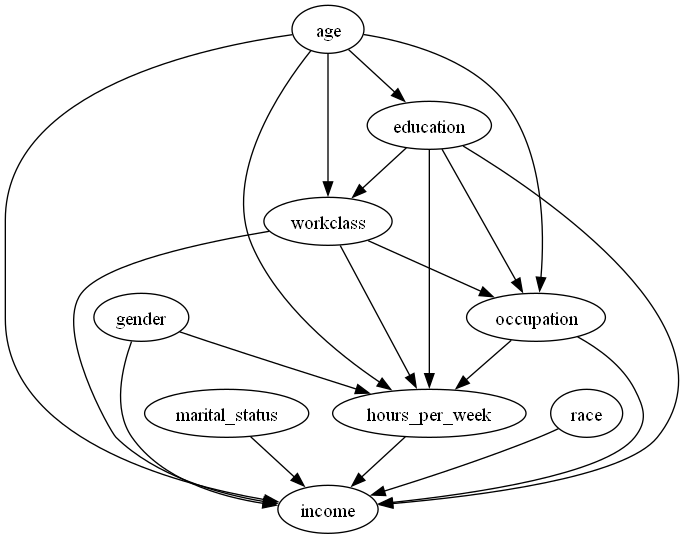 age
education
workclass
gender
occupation
marital_status
hours_per_week
race
income